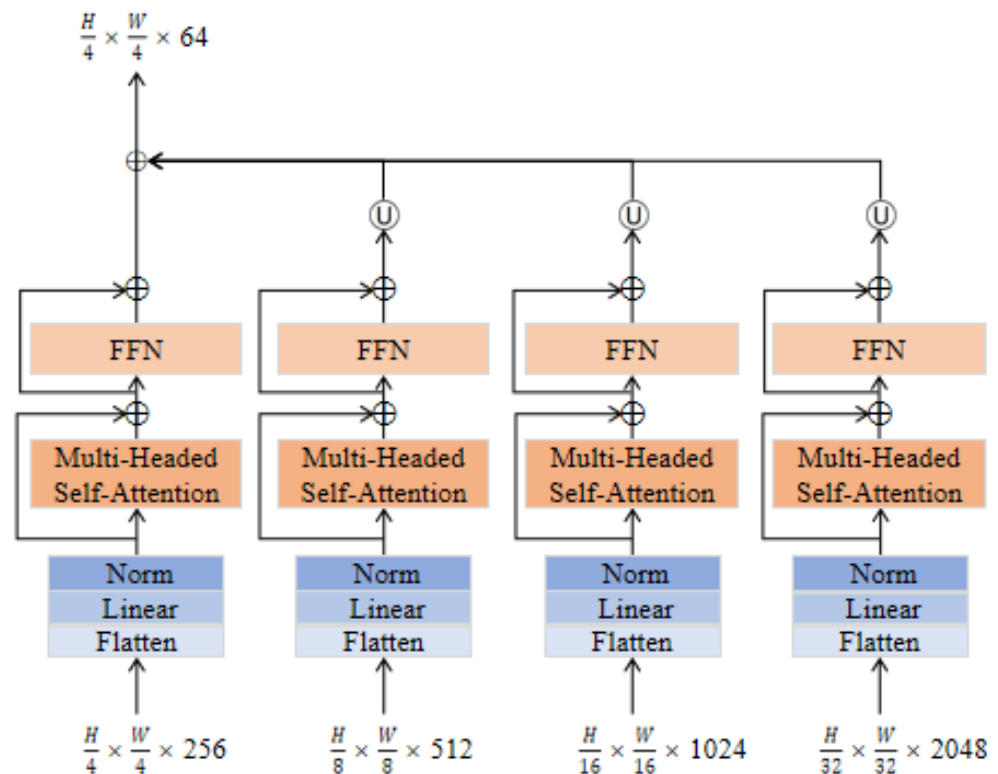 H/4 × W/4 × 64
U U U
FFN FFN FFN FFN
Multi-Headed Self-Attention Multi-Headed Self-Attention Multi-Headed Self-Attention Multi-Headed Self-Attention
Norm Norm Norm Norm
Linear Linear Linear Linear
Flatten Flatten Flatten Flatten
H/4 × W/4 × 256 H/8 × W/8 × 512 H/16 × W/16 × 1024 H/32 × W/32 × 2048